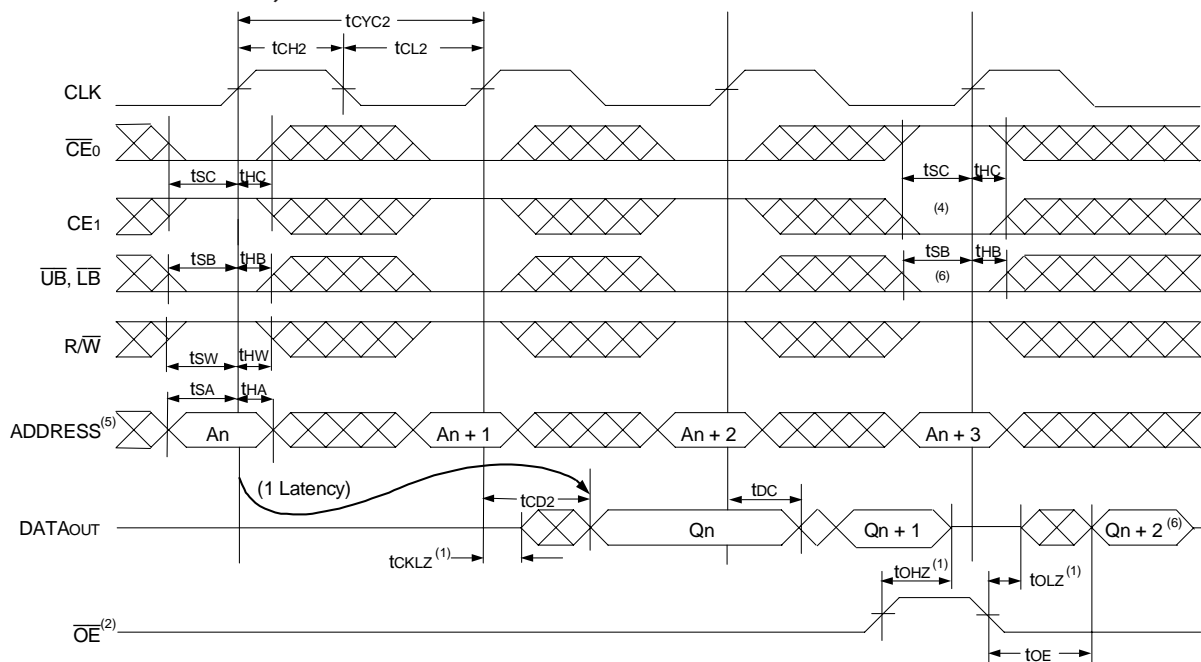 tCYC2
tCH2 tCL2
CLK
CE0
tSC tHC tSC tHC
CE1 (4)
tSB tHB tSB tHB
UB, LB (6)
R/W
tSW tHW
tSA tHA
ADDRESS(5) An An + 1 An + 2 An + 3
(1 Latency) tCD2 tDC
DATAOUT Qn Qn + 1 Qn + 2 (6)
tCKLZ (1) tOHZ (1) tOLZ (1)
OE(2)
tOE